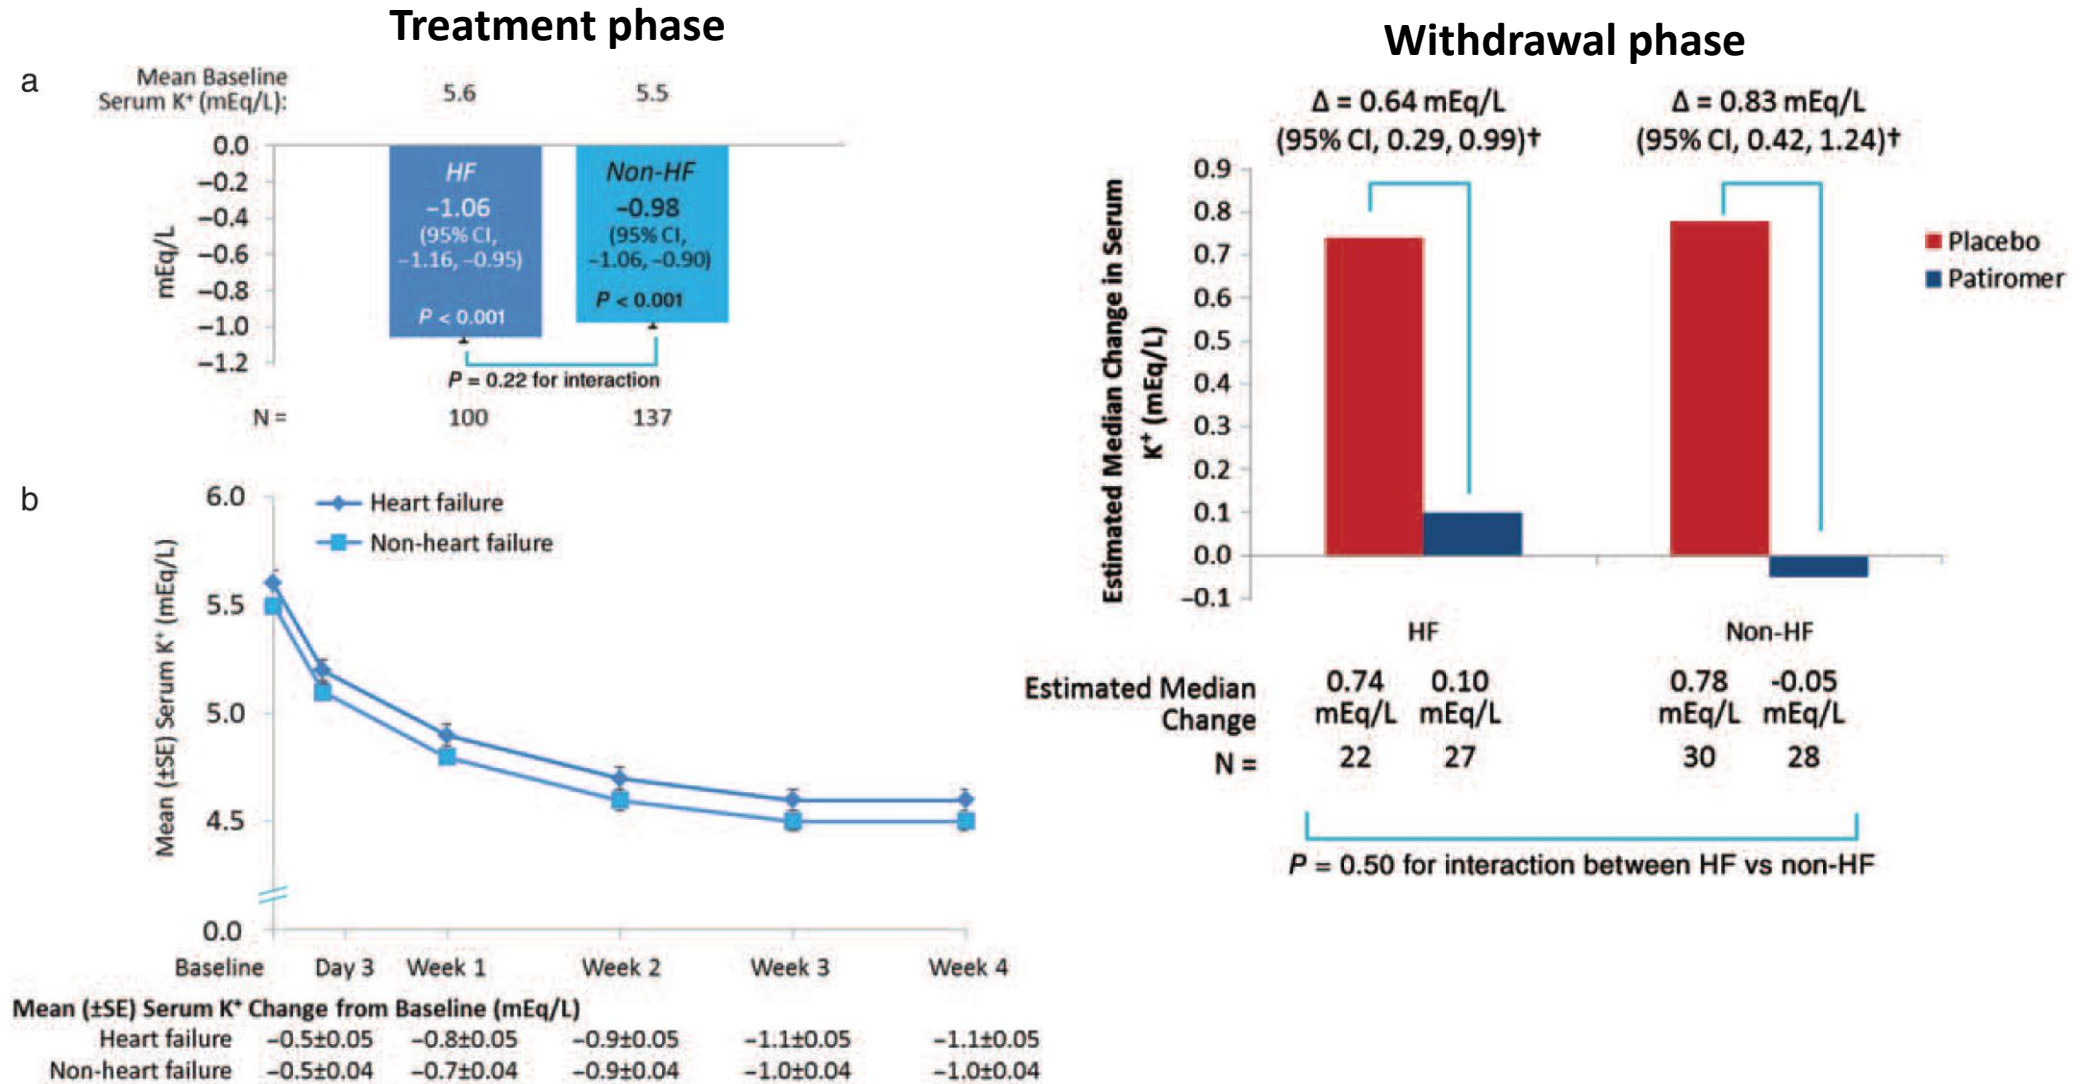 Treatment phase
a
Mean Baseline
Serum K⁺ (mEq/L):
5.6
5.5
mEq/L
0.0
–0.2
–0.4
–0.6
–0.8
–1.0
–1.2
HF
–1.06
(95% CI,
–1.16, –0.95)
P < 0.001
Non-HF
–0.98
(95% CI,
–1.06, –0.90)
P < 0.001
P = 0.22 for interaction
N =
100
137
b
Mean (±SE) Serum K⁺ (mEq/L)
6.0
5.5
5.0
4.5
0.0
Heart failure
Non-heart failure
Baseline
Day 3
Week 1
Week 2
Week 3
Week 4
Mean (±SE) Serum K⁺ Change from Baseline (mEq/L)
Heart failure –0.5±0.05 –0.8±0.05 –0.9±0.05 –1.1±0.05 –1.1±0.05
Non-heart failure –0.5±0.04 –0.7±0.04 –0.9±0.04 –1.0±0.04 –1.0±0.04
Withdrawal phase
Δ = 0.64 mEq/L
(95% CI, 0.29, 0.99)†
Δ = 0.83 mEq/L
(95% CI, 0.42, 1.24)†
Estimated Median Change in Serum
K⁺ (mEq/L)
0.9
0.8
0.7
0.6
0.5
0.4
0.3
0.2
0.1
0.0
–0.1
Placebo
Patiromer
HF
Non-HF
Estimated Median
Change
0.74
mEq/L
0.10
mEq/L
0.78
mEq/L
-0.05
mEq/L
N =
22
27
30
28
P = 0.50 for interaction between HF vs non-HF